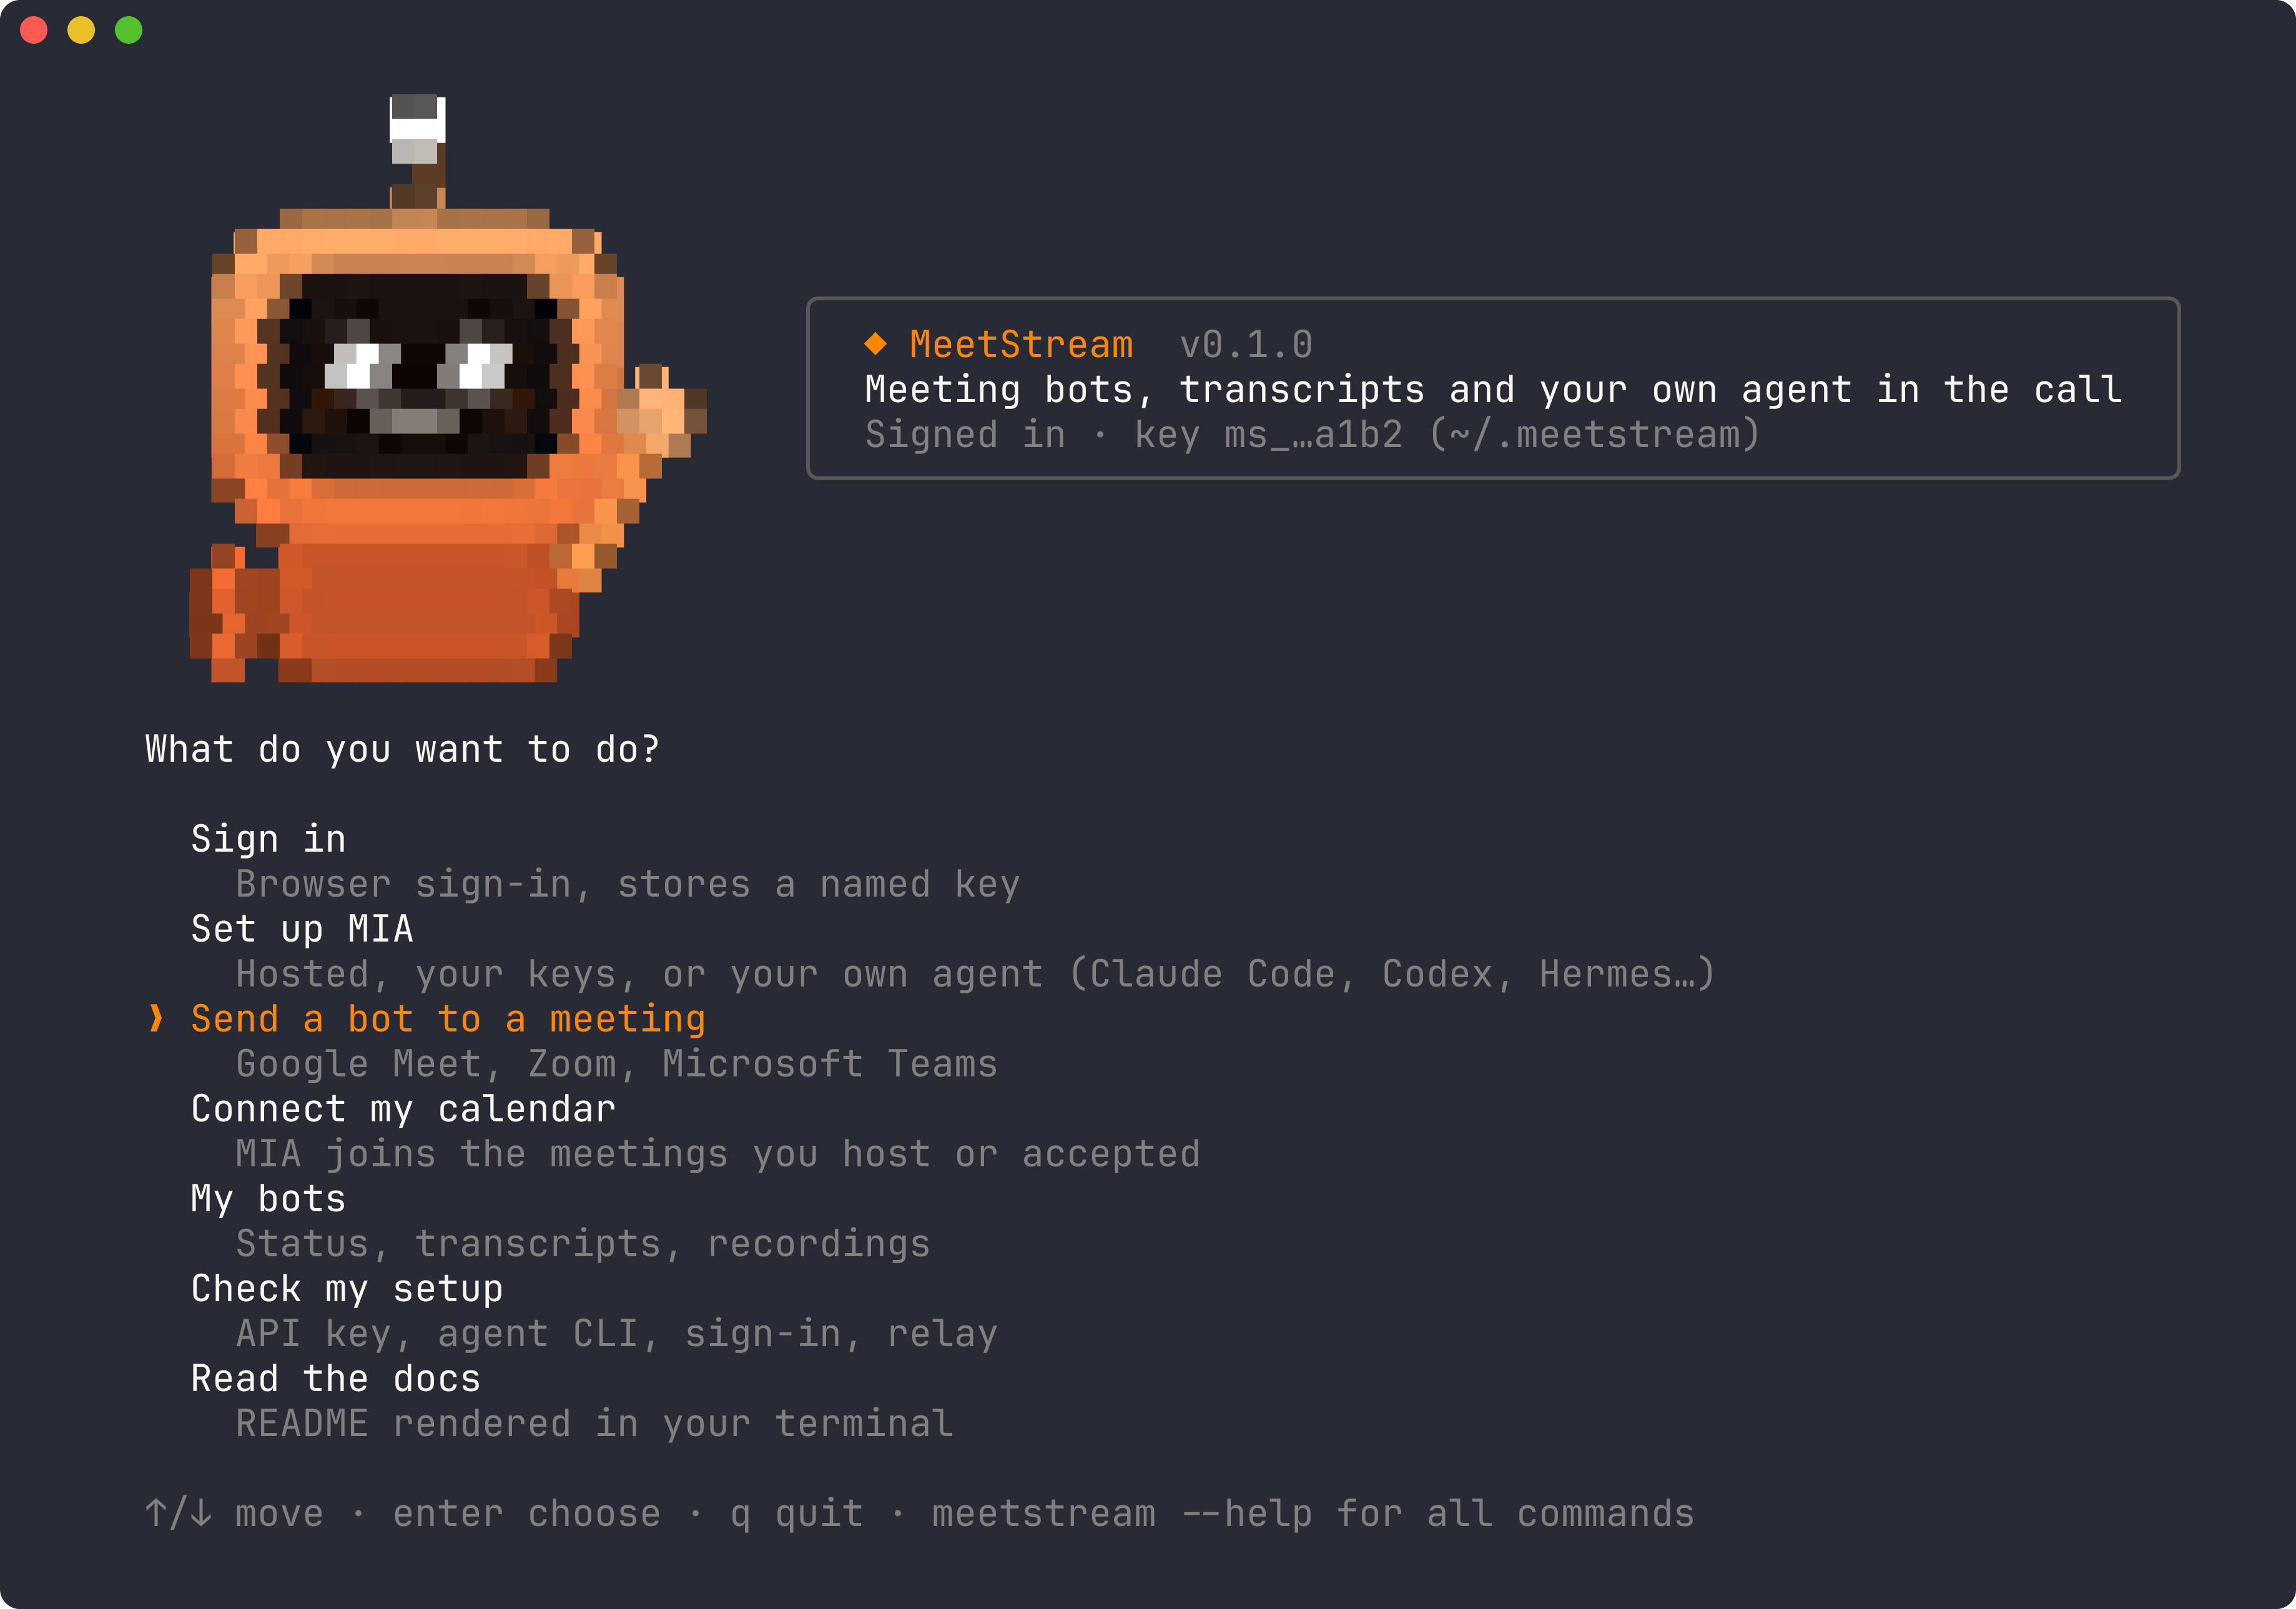 ◆ MeetStream v0.1.0
Meeting bots, transcripts and your own agent in the call
Signed in · key ms_…a1b2 (~/.meetstream)
What do you want to do?
Sign in
Browser sign-in, stores a named key
Set up MIA
Hosted, your keys, or your own agent (Claude Code, Codex, Hermes…)
❯ Send a bot to a meeting
Google Meet, Zoom, Microsoft Teams
Connect my calendar
MIA joins the meetings you host or accepted
My bots
Status, transcripts, recordings
Check my setup
API key, agent CLI, sign-in, relay
Read the docs
README rendered in your terminal
↑/↓ move · enter choose · q quit · meetstream --help for all commands